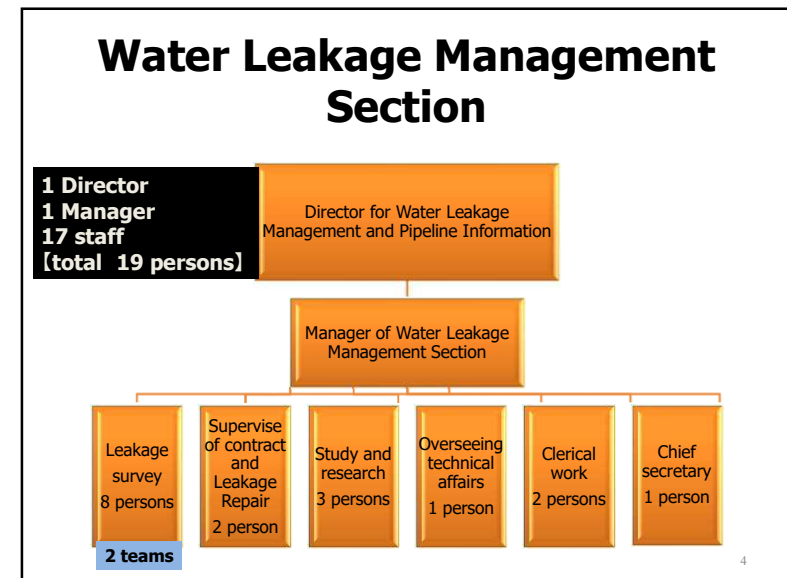 Water Leakage Management
Section
1 Director
1 Manager
17 staff
【total 19 persons】
Director for Water Leakage
Management and Pipeline Information
Manager of Water Leakage
Management Section
Leakage
survey
8 persons
2 teams
Supervise
of contract
and
Leakage
Repair
2 person
Study and
research
3 persons
Overseeing
technical
affairs
1 person
Clerical
work
2 persons
Chief
secretary
1 person
4